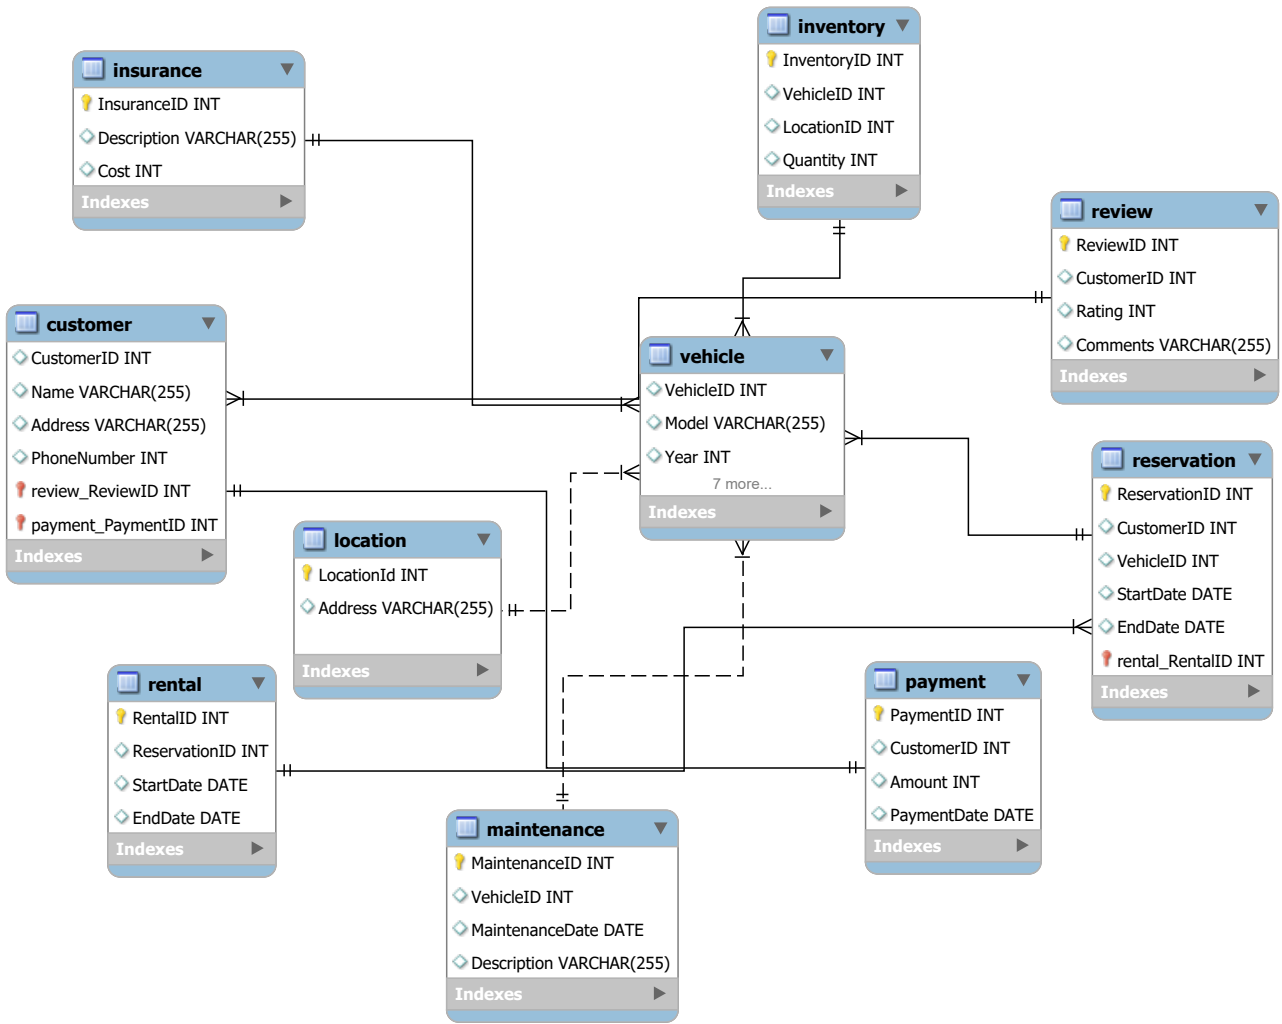 inventory
InventoryID INT
VehicleID INT
LocationID INT
Quantity INT
Indexes
insurance
InsuranceID INT
Description VARCHAR(255)
Cost INT
Indexes
review
ReviewID INT
CustomerID INT
Rating INT
Comments VARCHAR(255)
Indexes
customer
CustomerID INT
Name VARCHAR(255)
Address VARCHAR(255)
PhoneNumber INT
review_ReviewID INT
payment_PaymentID INT
Indexes
vehicle
VehicleID INT
Model VARCHAR(255)
Year INT
7 more...
Indexes
reservation
ReservationID INT
CustomerID INT
VehicleID INT
StartDate DATE
EndDate DATE
rental_RentalID INT
Indexes
location
LocationId INT
Address VARCHAR(255)
Indexes
rental
RentalID INT
ReservationID INT
StartDate DATE
EndDate DATE
Indexes
payment
PaymentID INT
CustomerID INT
Amount INT
PaymentDate DATE
Indexes
maintenance
MaintenanceID INT
VehicleID INT
MaintenanceDate DATE
Description VARCHAR(255)
Indexes